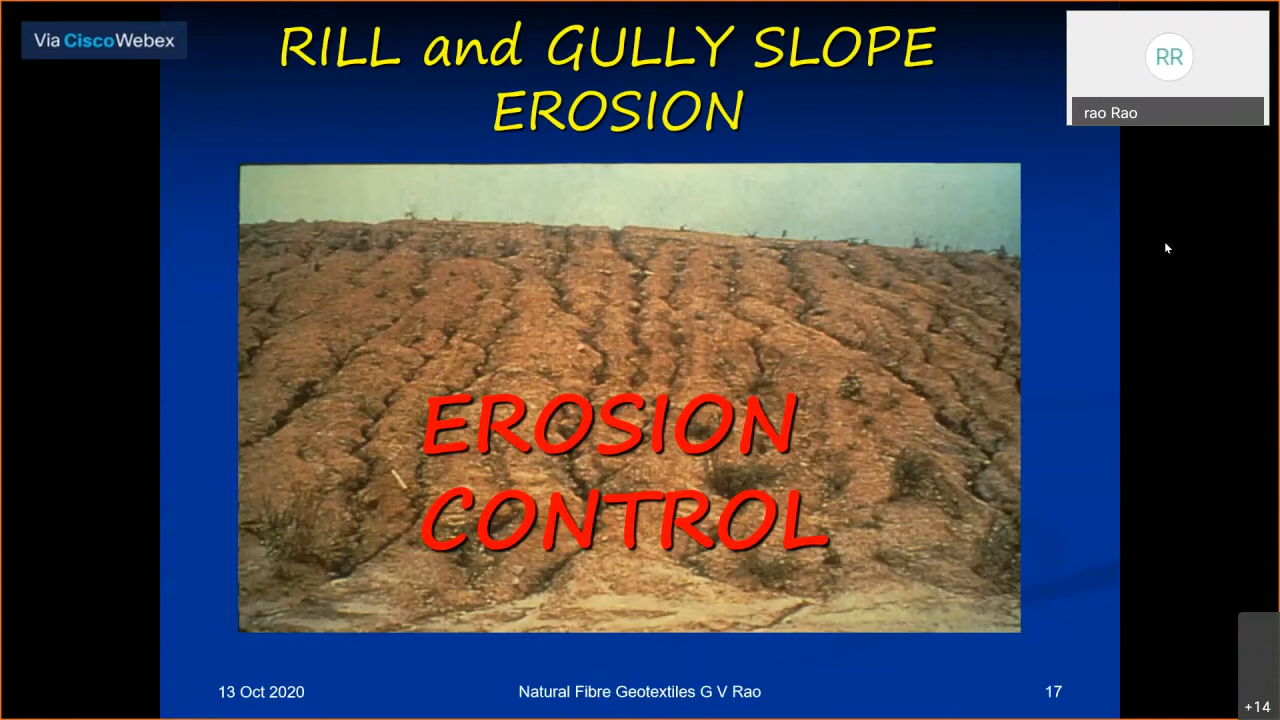 Via CiscoWebex
RILL and GULLY SLOPE
EROSION
RR
rao Rao
EROSION
CONTROL
13 Oct 2020
Natural Fibre Geotextiles G V Rao
17
+14